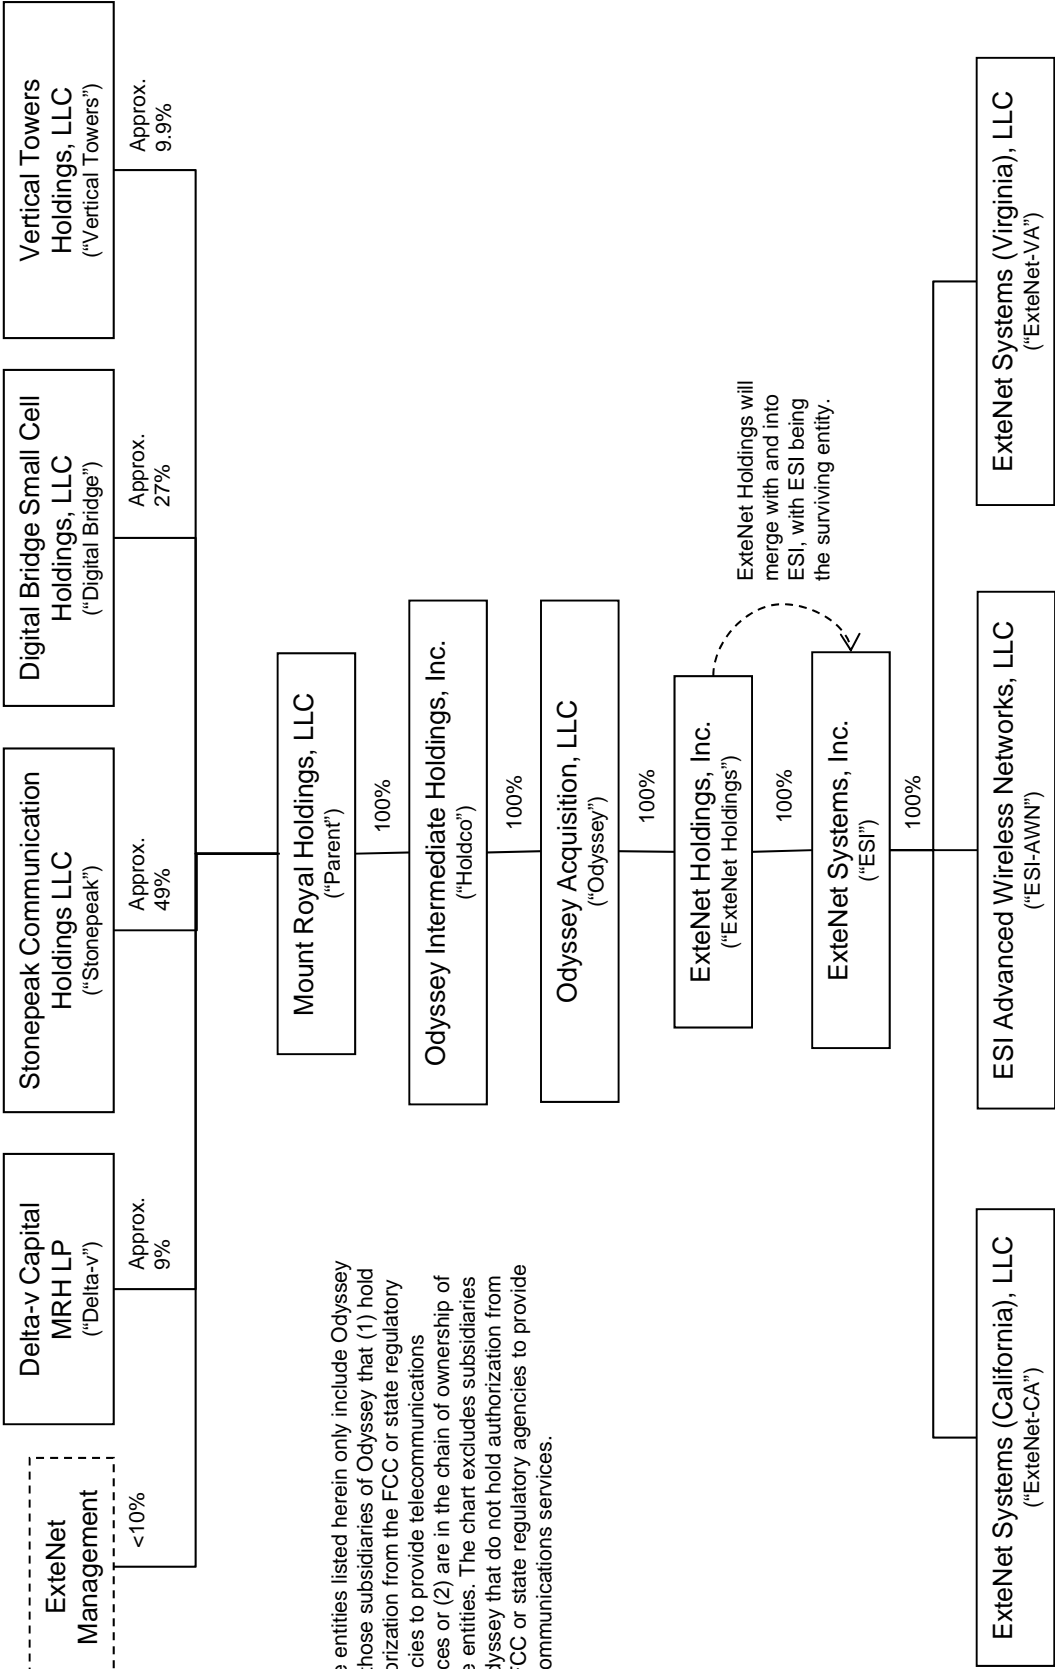 ExteNet
Management
<10%
Delta-v Capital
MRH LP
(“Delta-v”)
Approx.
9%
Stonepeak Communication
Holdings LLC
(“Stonepeak”)
Approx.
49%
Digital Bridge Small Cell
Holdings, LLC
(“Digital Bridge”)
Approx.
27%
Vertical Towers
Holdings, LLC
(“Vertical Towers”)
Approx.
9.9%
Mount Royal Holdings, LLC
(“Parent”)
100%
Odyssey Intermediate Holdings, Inc.
(“Holdco”)
100%
Odyssey Acquisition, LLC
(“Odyssey”)
100%
ExteNet Holdings, Inc.
(“ExteNet Holdings”)
100%
ExteNet Systems, Inc.
(“ESI”)
100%
ExteNet Holdings will
merge with and into
ESI, with ESI being
the surviving entity.
e entities listed herein only include Odyssey
those subsidiaries of Odyssey that (1) hold
orization from the FCC or state regulatory
cies to provide telecommunications
ces or (2) are in the chain of ownership of
e entities. The chart excludes subsidiaries
dyssey that do not hold authorization from
FCC or state regulatory agencies to provide
ommunications services.
ExteNet Systems (California), LLC
(“ExteNet-CA”)
ESI Advanced Wireless Networks, LLC
(“ESI-AWN”)
ExteNet Systems (Virginia), LLC
(“ExteNet-VA”)